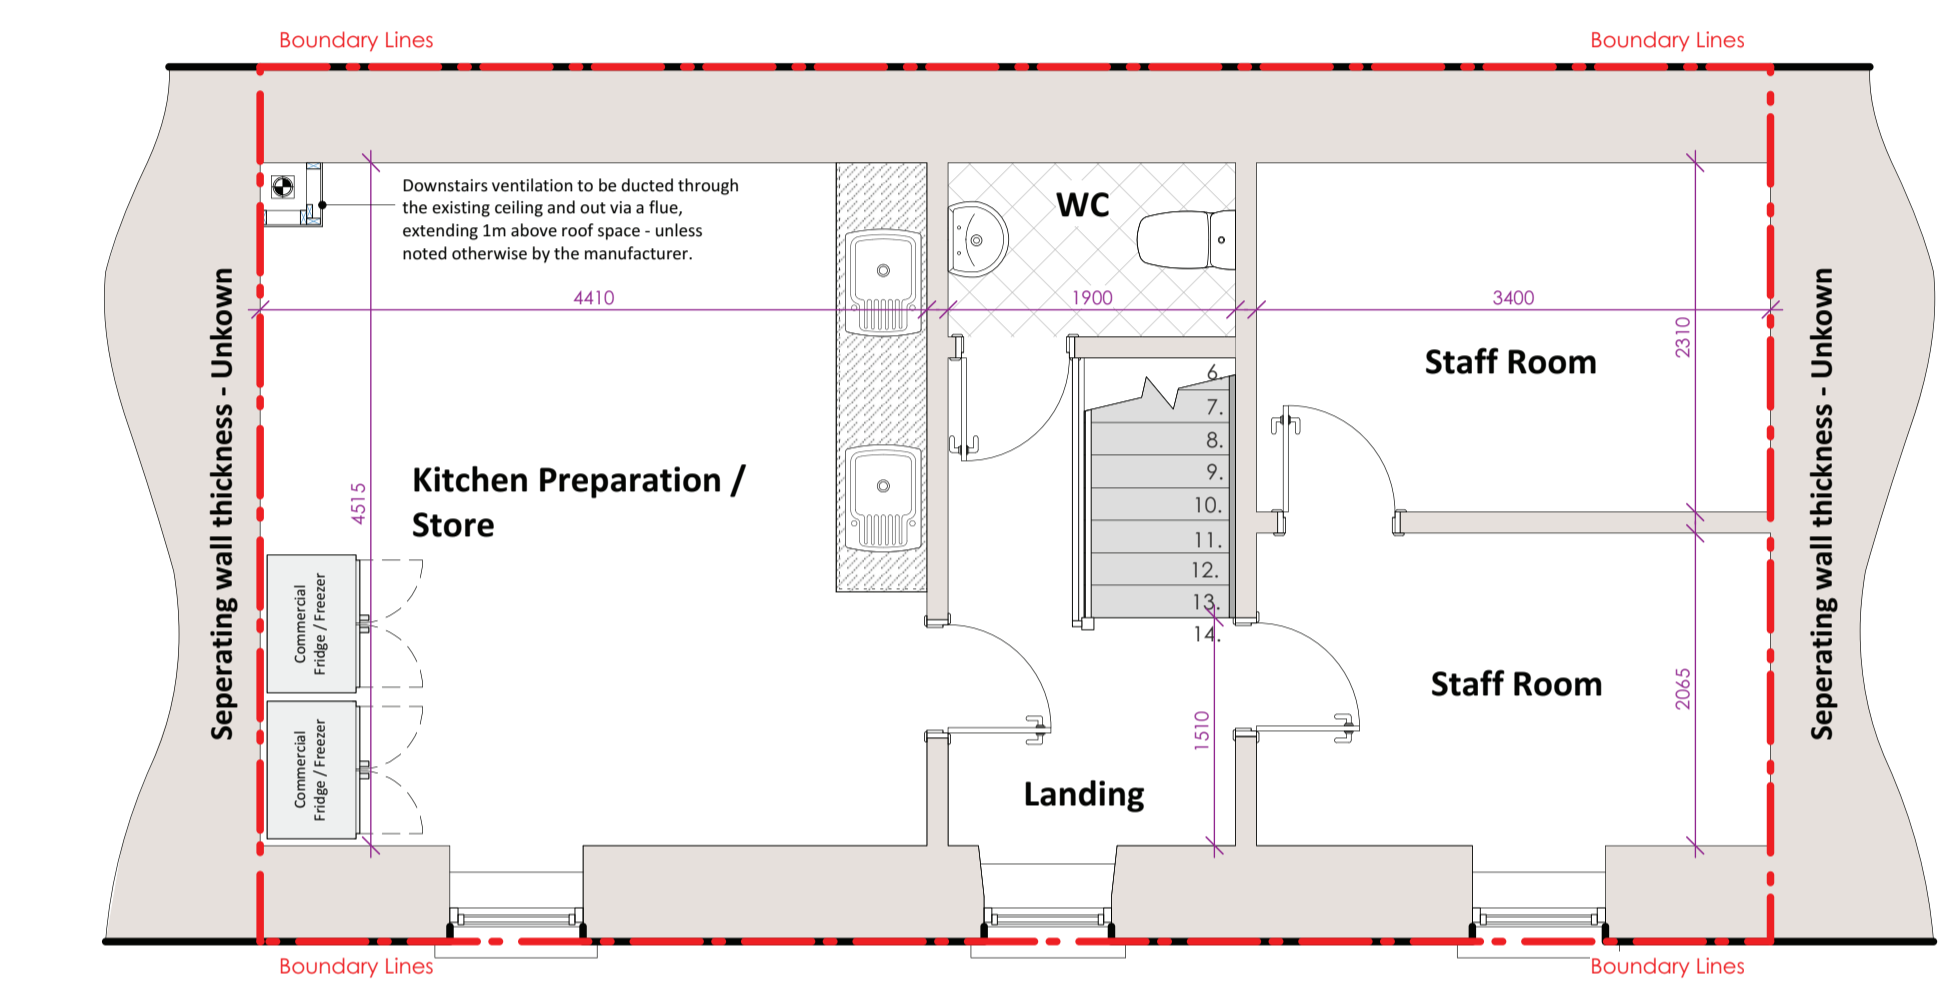 Boundary Lines
Boundary Lines
Downstairs ventilation to be ducted through
the existing ceiling and out via a flue,
extending 1m above roof space - unless
noted otherwise by the manufacturer.
WC
4410
1900
3400
2310
Staff Room
Seperating wall thickness - Unkown
Seperating wall thickness - Unkown
6.
7.
8.
9.
10.
11.
12.
13.
14.
4515
Kitchen Preparation /
Store
Commercial
Fridge / Freezer
Commercial
Fridge / Freezer
Staff Room
2065
1510
Landing
Boundary Lines
Boundary Lines